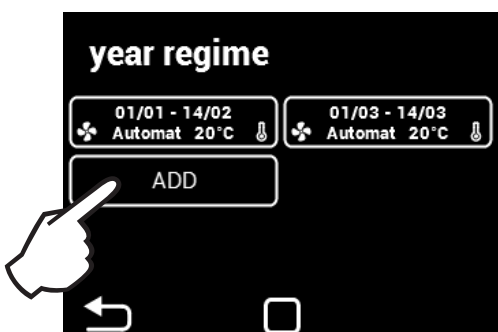 year regime
01/01 - 14/02
Automat 20°C
01/03 - 14/03
Automat 20°C
ADD